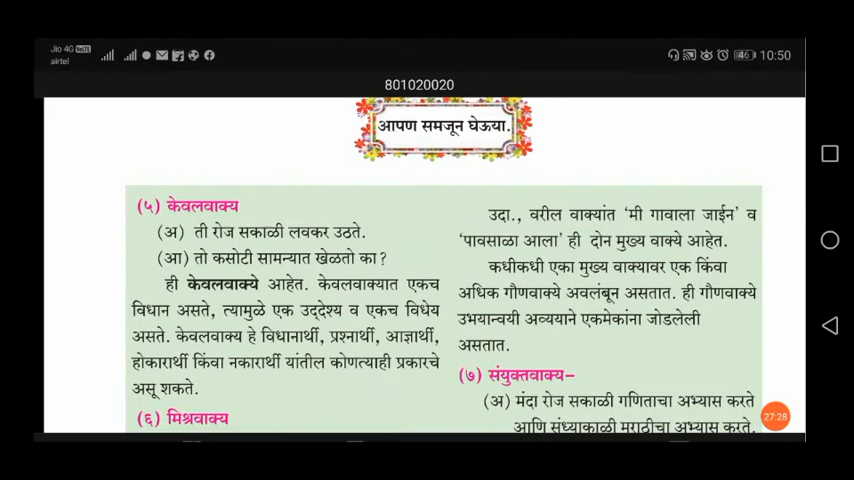 Jio 4G VoLTE
airtel
46
10:50
801020020
आपण समजून घेऊया.
(५) केवलवाक्य
(अ) ती रोज सकाळी लवकर उठते.
(आ) तो कसोटी सामन्यात खेळतो का?
ही केवलवाक्ये आहेत. केवलवाक्यात एकच
विधान असते, त्यामुळे एक उद्देश्य व एकच विधेय
असते. केवलवाक्य हे विधानार्थी, प्रश्नार्थी, आज्ञार्थी,
होकारार्थी किंवा नकारार्थी यांतील कोणत्याही प्रकारचे
असू शकते.
(६) मिश्रवाक्य
उदा., वरील वाक्यांत ‘मी गावाला जाईन’ व
‘पावसाळा आला’ ही दोन मुख्य वाक्ये आहेत.
कधीकधी एका मुख्य वाक्यावर एक किंवा
अधिक गौणवाक्ये अवलंबून असतात. ही गौणवाक्ये
उभयान्वयी अव्ययाने एकमेकांना जोडलेली
असतात.
(७) संयुक्तवाक्य–
(अ) मंदा रोज सकाळी गणिताचा अभ्यास करते
आणि संध्याकाळी मराठीचा अभ्यास करते.
27:28